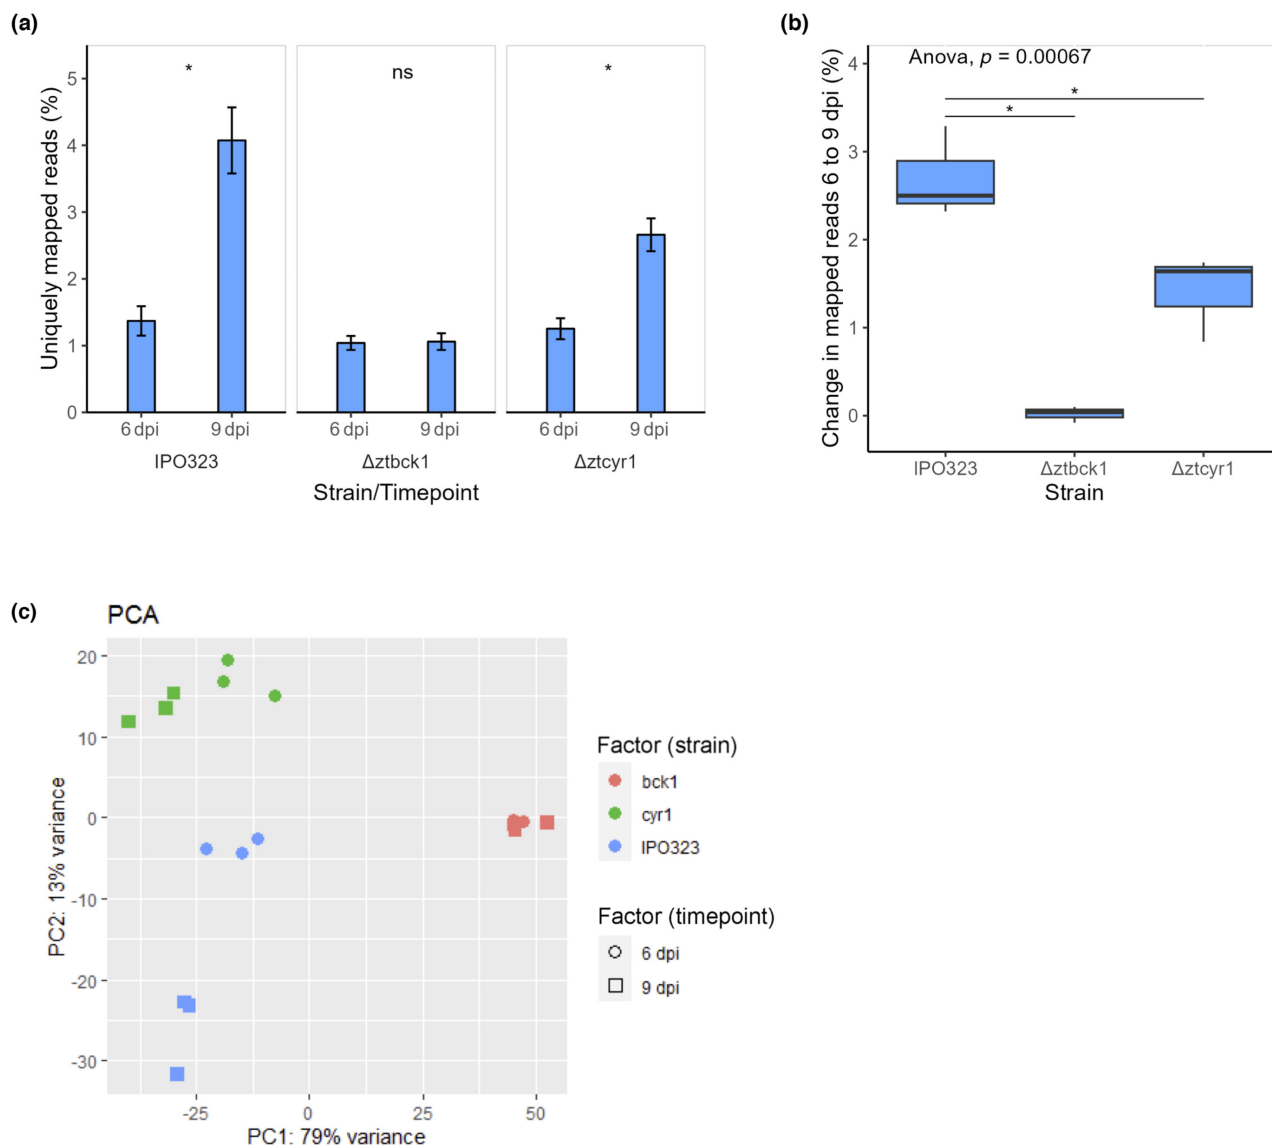 (a)
Uniquely mapped reads (%)
5
4
3
2
1
0
*
ns
*
6 dpi 9 dpi 6 dpi 9 dpi 6 dpi 9 dpi
IPO323 Δztbck1 Δztcyr1
Strain/Timepoint
(b)
Change in mapped reads 6 to 9 dpi (%)
4
3
2
1
0
Anova, p = 0.00067
*
*
IPO323 Δztbck1 Δztcyr1
Strain
(c)
PCA
PC2: 13% variance
20
10
0
-10
-20
-30
-25 0 25 50
PC1: 79% variance
Factor (strain)
bck1
cyr1
IPO323
Factor (timepoint)
6 dpi
9 dpi